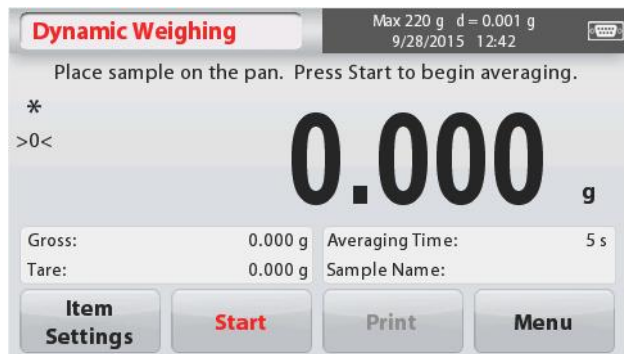 Dynamic Weighing
Max 220 g d = 0.001 g
9/28/2015 12:42
Place sample on the pan. Press Start to begin averaging.
*
>0<
0.000 g
Gross: 0.000 g
Tare: 0.000 g
Averaging Time: 5 s
Sample Name:
Item
Settings
Start
Print
Menu